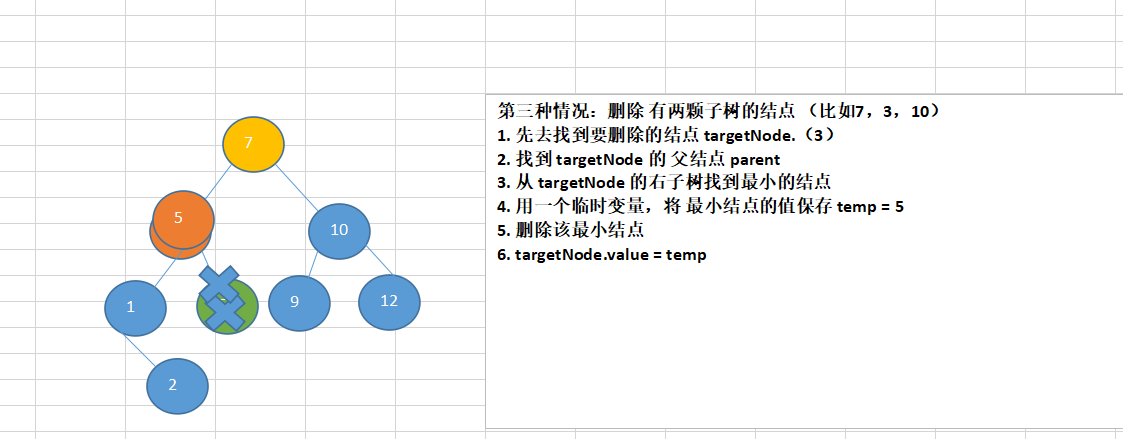 7
5
10
1
9
12
2
第三种情况：删除 有两颗子树的结点 （比如7，3，10）
1. 先去找到要删除的结点 targetNode.（3）
2. 找到 targetNode 的 父结点 parent
3. 从 targetNode 的右子树找到最小的结点
4. 用一个临时变量，将 最小结点的值保存 temp = 5
5. 删除该最小结点
6. targetNode.value = temp